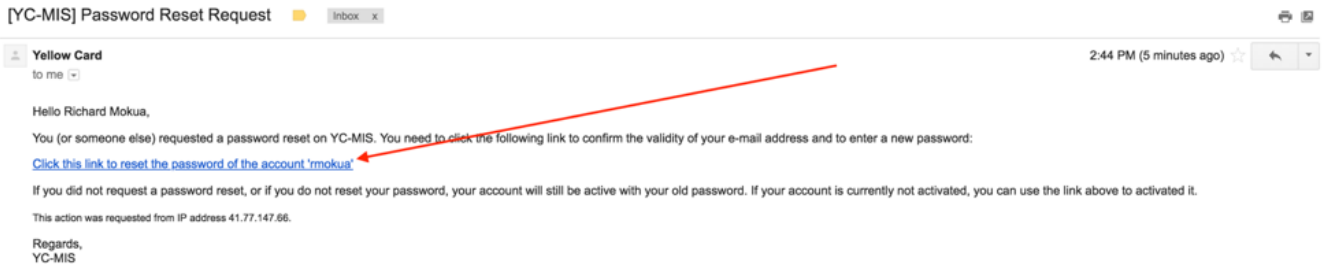 [YC-MIS] Password Reset Request Inbox x
Yellow Card 2:44 PM (5 minutes ago)
to me
Hello Richard Mokua,
You (or someone else) requested a password reset on YC-MIS. You need to click the following link to confirm the validity of your e-mail address and to enter a new password:
Click this link to reset the password of the account 'rmokua'
If you did not request a password reset, or if you do not reset your password, your account will still be active with your old password. If your account is currently not activated, you can use the link above to activated it.
This action was requested from IP address 41.77.147.66.
Regards,
YC-MIS